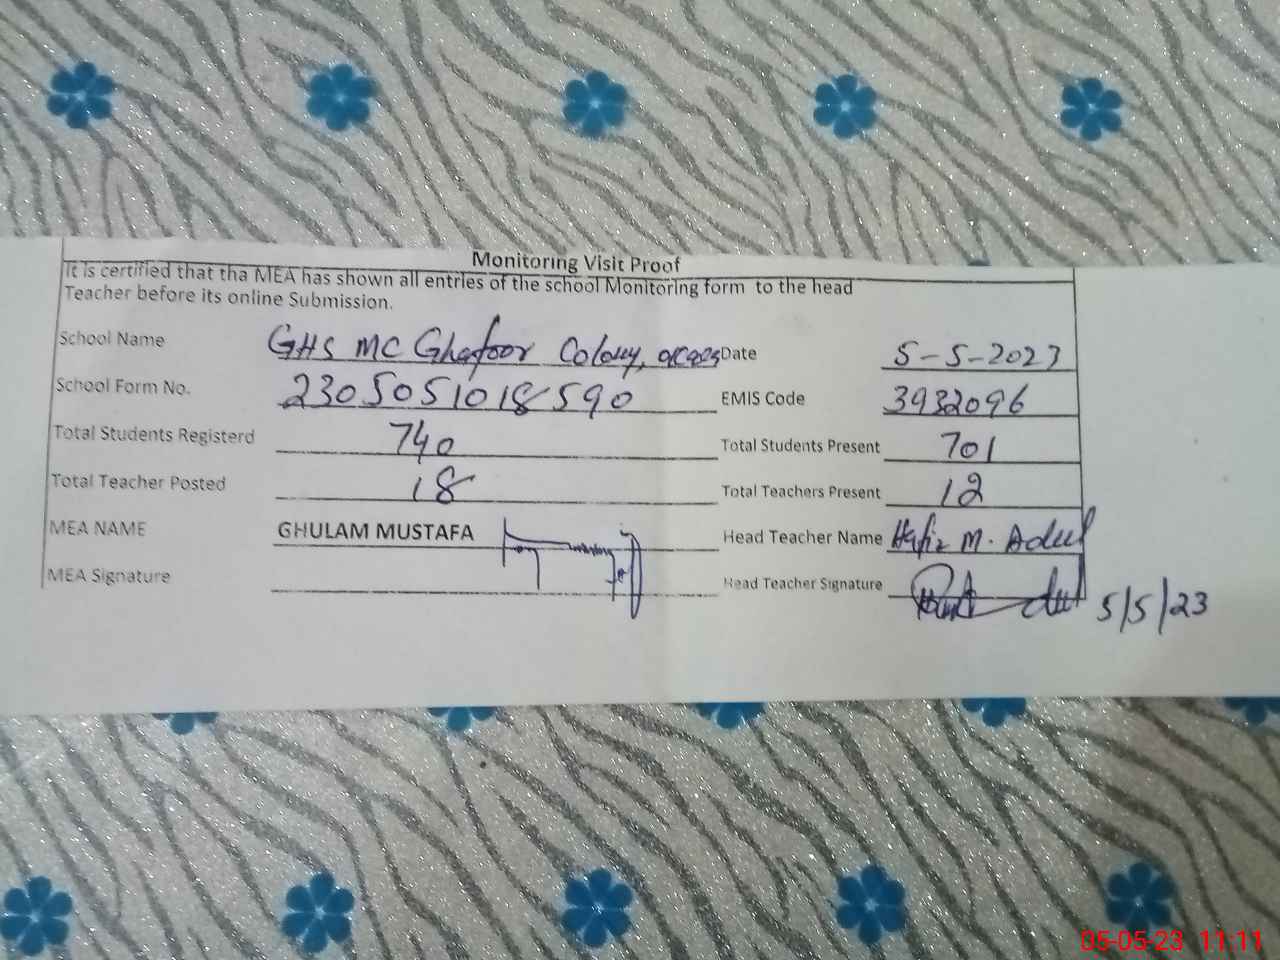 Monitoring Visit Proof
It is certified that tha MEA has shown all entries of the school Monitoring form to the head
Teacher before its online Submission.
School Name GHS MC Ghafoor Colony, Date 5-5-2023
School Form No. 2305051018590 EMIS Code 3932096
Total Students Registerd 740 Total Students Present 701
Total Teacher Posted 18 Total Teachers Present 12
MEA NAME GHULAM MUSTAFA Head Teacher Name Hafiz M. Adeel
MEA Signature Head Teacher Signature 5/5/23
05-05-23 11:11